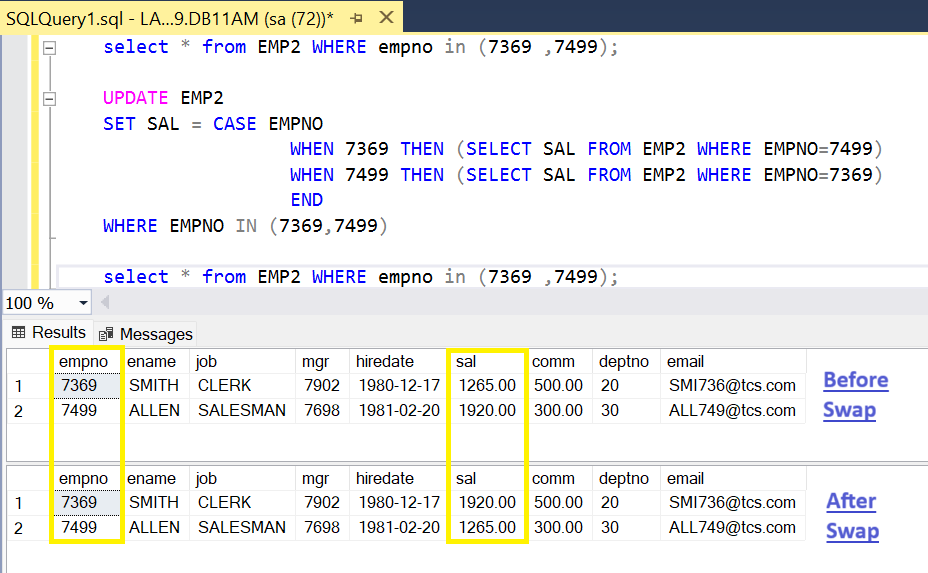 SQLQuery1.sql - LA...9.DB11AM (sa (72))*
select * from EMP2 WHERE empno in (7369 ,7499);
UPDATE EMP2
SET SAL = CASE EMPNO
WHEN 7369 THEN (SELECT SAL FROM EMP2 WHERE EMPNO=7499)
WHEN 7499 THEN (SELECT SAL FROM EMP2 WHERE EMPNO=7369)
END
WHERE EMPNO IN (7369,7499)
select * from EMP2 WHERE empno in (7369 ,7499);
100 %
Results Messages
empno ename job mgr hiredate sal comm deptno email
1 7369 SMITH CLERK 7902 1980-12-17 1265.00 500.00 20 SMI736@tcs.com
2 7499 ALLEN SALESMAN 7698 1981-02-20 1920.00 300.00 30 ALL749@tcs.com
Before
Swap
empno ename job mgr hiredate sal comm deptno email
1 7369 SMITH CLERK 7902 1980-12-17 1920.00 500.00 20 SMI736@tcs.com
2 7499 ALLEN SALESMAN 7698 1981-02-20 1265.00 300.00 30 ALL749@tcs.com
After
Swap